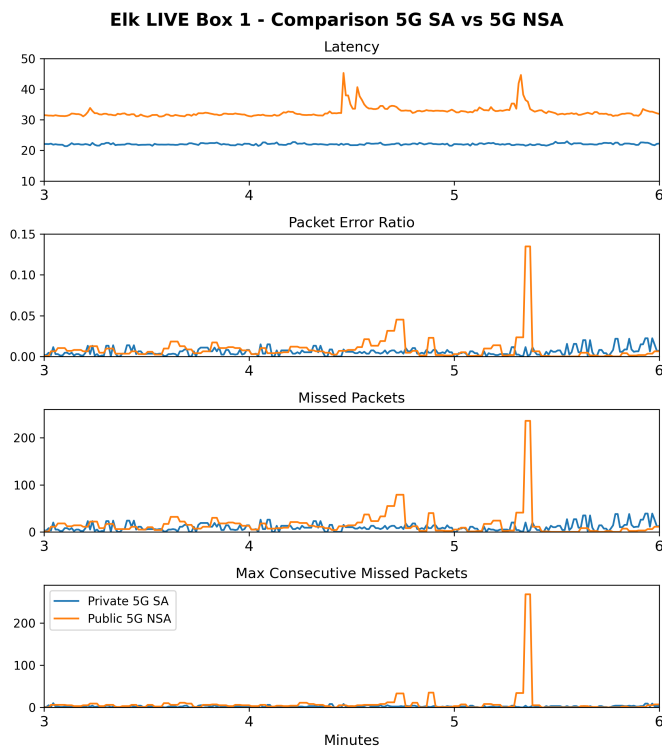 Elk LIVE Box 1 - Comparison 5G SA vs 5G NSA
Latency
50
40
30
20
10
3 4 5 6
Packet Error Ratio
0.15
0.10
0.05
0.00
3 4 5 6
Missed Packets
200
100
0
3 4 5 6
Max Consecutive Missed Packets
Private 5G SA
Public 5G NSA
200
100
0
3 4 5 6
Minutes